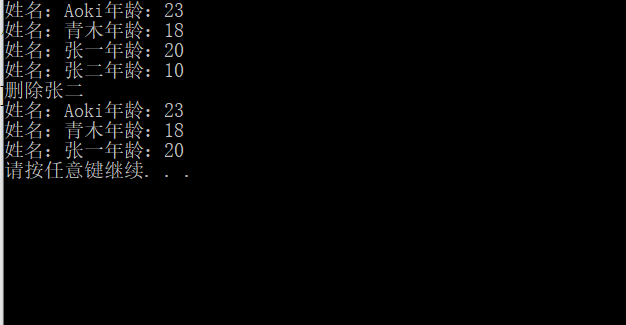 姓名：Aoki年龄：23
姓名：青木年龄：18
姓名：张一年龄：20
姓名：张二年龄：10
删除张二
姓名：Aoki年龄：23
姓名：青木年龄：18
姓名：张一年龄：20
请按任意键继续. . .